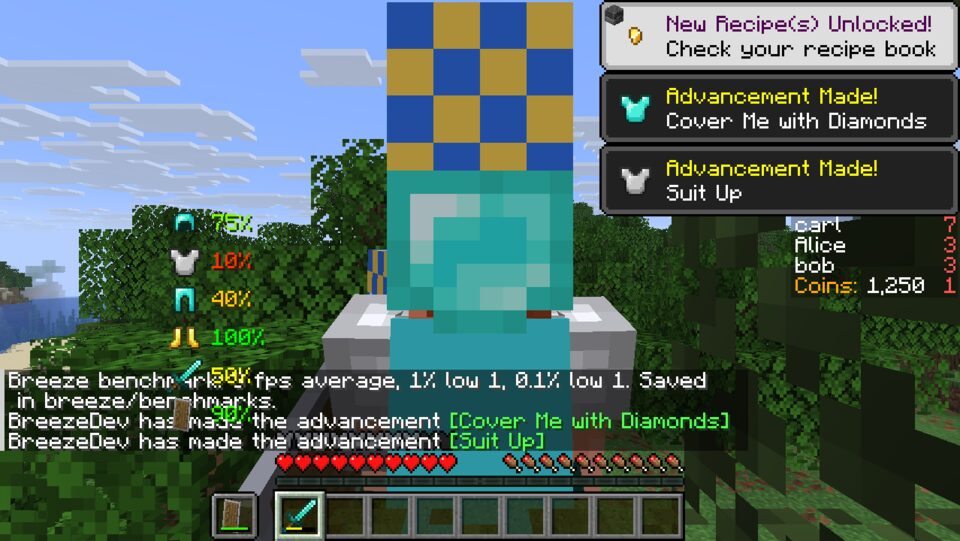 New Recipe(s) Unlocked!
Check your recipe book
Advancement Made!
Cover Me with Diamonds
Advancement Made!
Suit Up
carl 7
Alice 3
bob 3
Coins: 1,250 1
75%
10%
40%
100%
50%
90%
Breeze benchmark: fps average, 1% low 1, 0.1% low 1. Saved
in breeze/benchmarks.
BreezeDev has made the advancement [Cover Me with Diamonds]
BreezeDev has made the advancement [Suit Up]